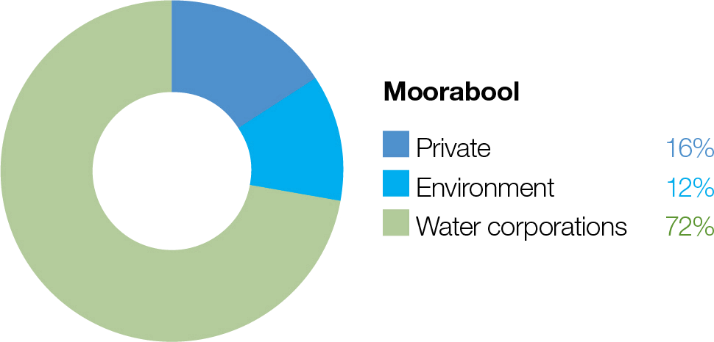 Moorabool
Private 16%
Environment 12%
Water corporations 72%